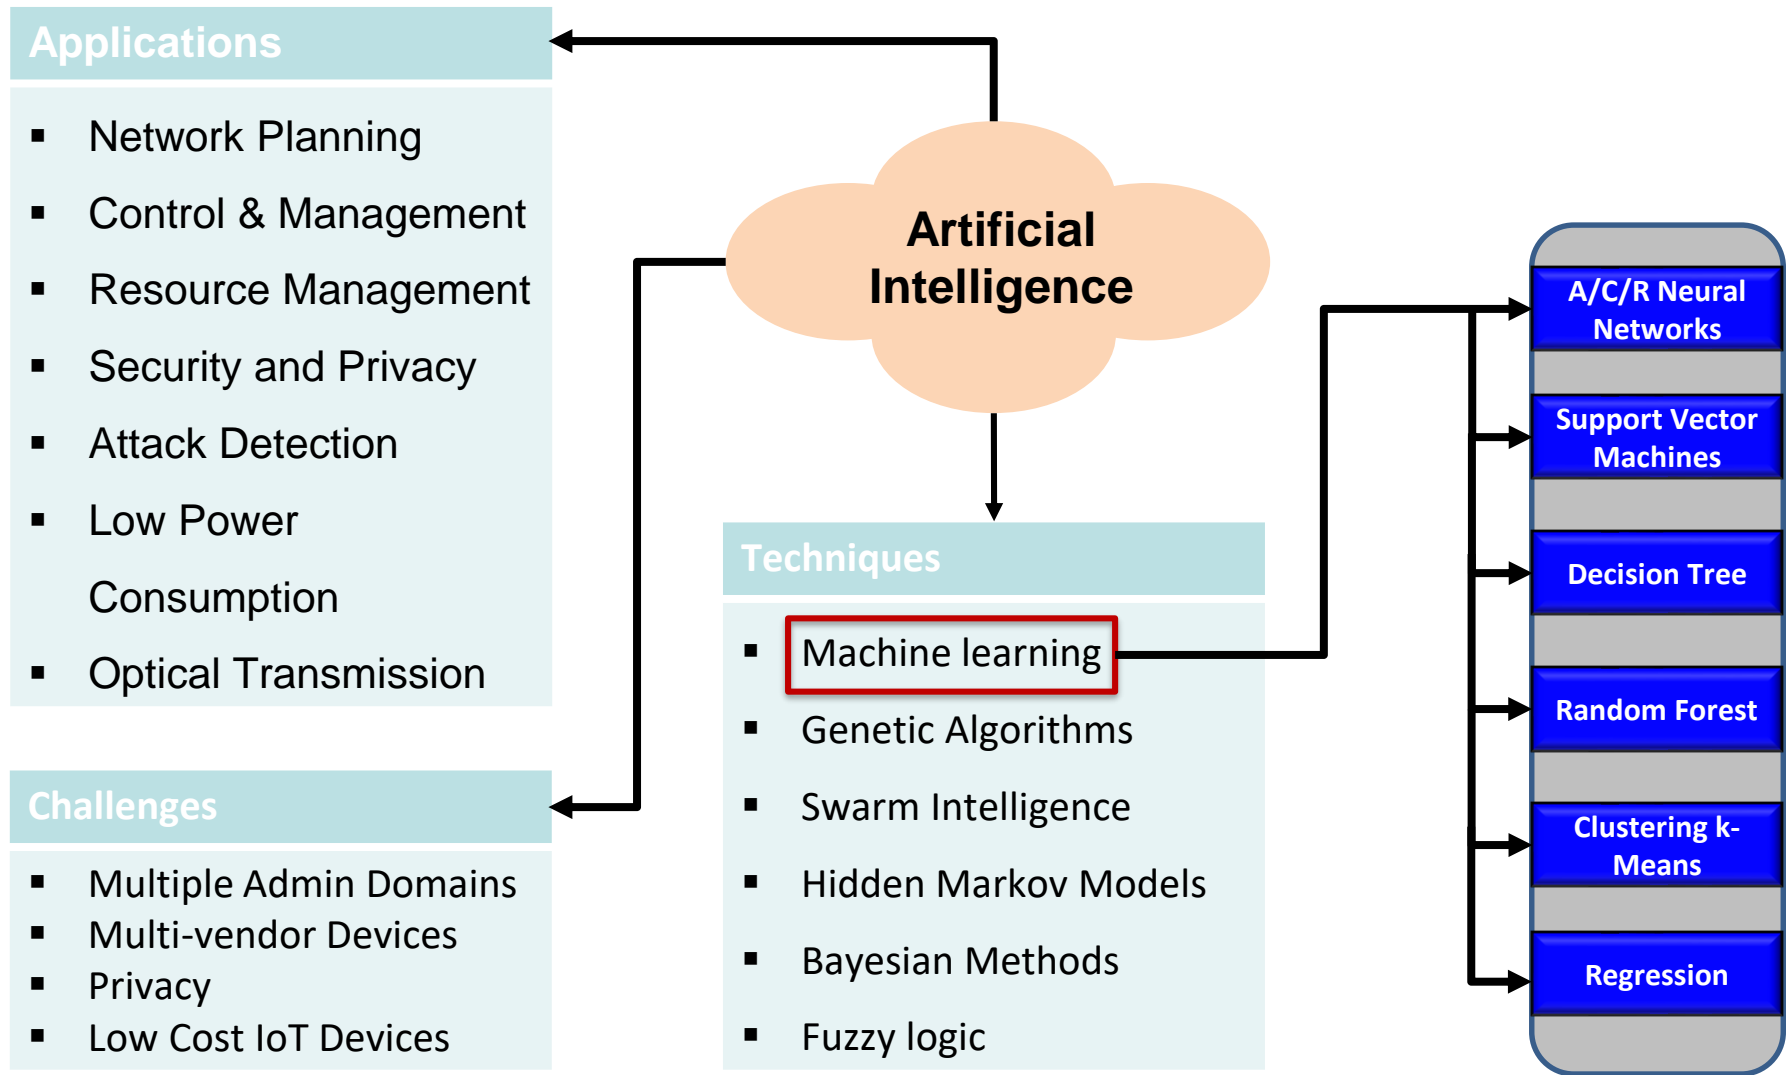 Applications
▪ Network Planning
▪ Control & Management
▪ Resource Management
▪ Security and Privacy
▪ Attack Detection
▪ Low Power
Consumption
▪ Optical Transmission
Challenges
▪ Multiple Admin Domains
▪ Multi-vendor Devices
▪ Privacy
▪ Low Cost IoT Devices
Artificial
Intelligence
Techniques
▪ Machine learning
▪ Genetic Algorithms
▪ Swarm Intelligence
▪ Hidden Markov Models
▪ Bayesian Methods
▪ Fuzzy logic
A/C/R Neural
Networks
Support Vector
Machines
Decision Tree
Random Forest
Clustering k-
Means
Regression